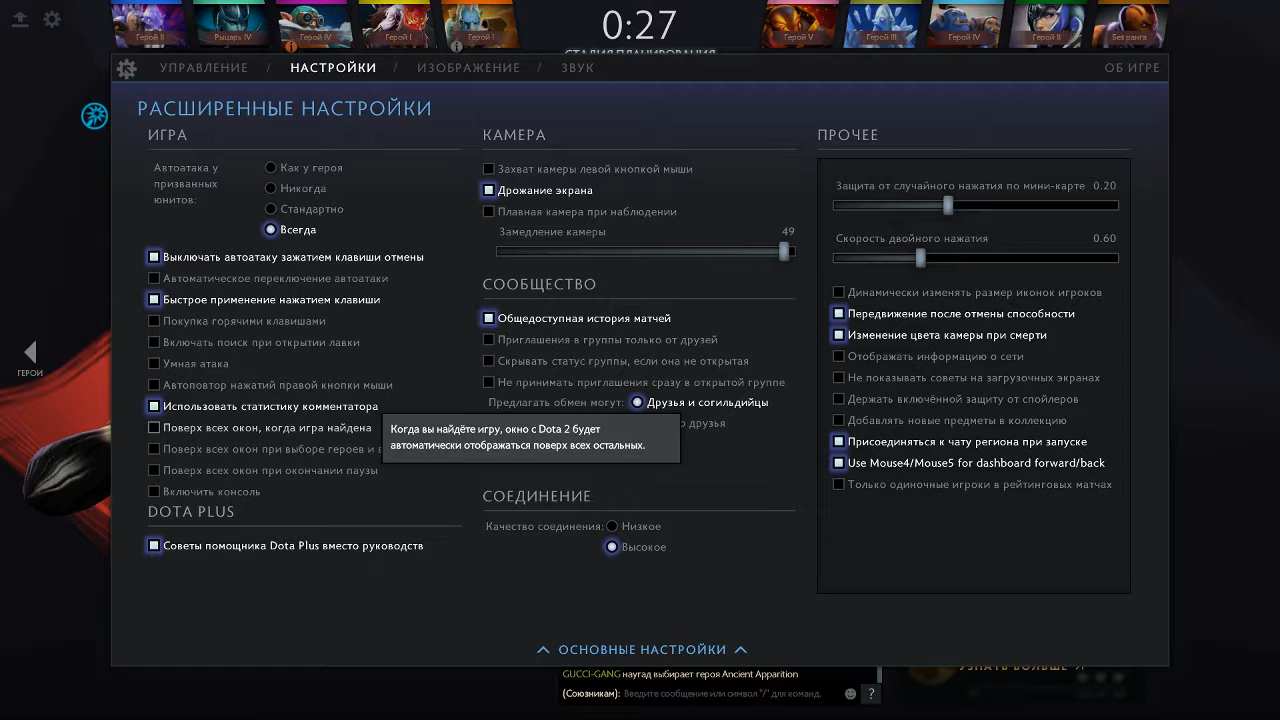 Герой II
Рыцарь IV
Герой IV
Герой I
Герой I
0:27
СТАДИЯ ПЛАНИРОВАНИЯ
Герой V
Герой III
Герой IV
Герой II
Без ранга
УПРАВЛЕНИЕ / НАСТРОЙКИ / ИЗОБРАЖЕНИЕ / ЗВУК
ОБ ИГРЕ
РАСШИРЕННЫЕ НАСТРОЙКИ
ИГРА
Автоатака у
призванных
юнитов:
Как у героя
Никогда
Стандартно
Всегда
Выключать автоатаку зажатием клавиши отмены
Автоматическое переключение автоатаки
Быстрое применение нажатием клавиши
Покупка горячими клавишами
Включать поиск при открытии лавки
Умная атака
Автоповтор нажатий правой кнопки мыши
Использовать статистику комментатора
Поверх всех окон, когда игра найдена
Поверх всех окон при выборе героев и в
Поверх всех окон при окончании паузы
Включить консоль
DOTA PLUS
Советы помощника Dota Plus вместо руководств
КАМЕРА
Захват камеры левой кнопкой мыши
Дрожание экрана
Плавная камера при наблюдении
Замедление камеры 49
СООБЩЕСТВО
Общедоступная история матчей
Приглашения в группы только от друзей
Скрывать статус группы, если она не открытая
Не принимать приглашения сразу в открытой группе
Предлагать обмен могут: Друзья и согильдийцы
о друзья
Когда вы найдёте игру, окно с Dota 2 будет
автоматически отображаться поверх всех остальных.
СОЕДИНЕНИЕ
Качество соединения: Низкое
Высокое
ПРОЧЕЕ
Защита от случайного нажатия по мини-карте 0.20
Скорость двойного нажатия 0.60
Динамически изменять размер иконок игроков
Передвижение после отмены способности
Изменение цвета камеры при смерти
Отображать информацию о сети
Не показывать советы на загрузочных экранах
Держать включённой защиту от спойлеров
Добавлять новые предметы в коллекцию
Присоединяться к чату региона при запуске
Use Mouse4/Mouse5 for dashboard forward/back
Только одиночные игроки в рейтинговых матчах
ГЕРОИ
ОСНОВНЫЕ НАСТРОЙКИ
GUCCI-GANG наугад выбирает героя Ancient Apparition
(Союзникам): Введите сообщение или символ "/" для команд.
?
УЗНАТЬ БОЛЬШЕ